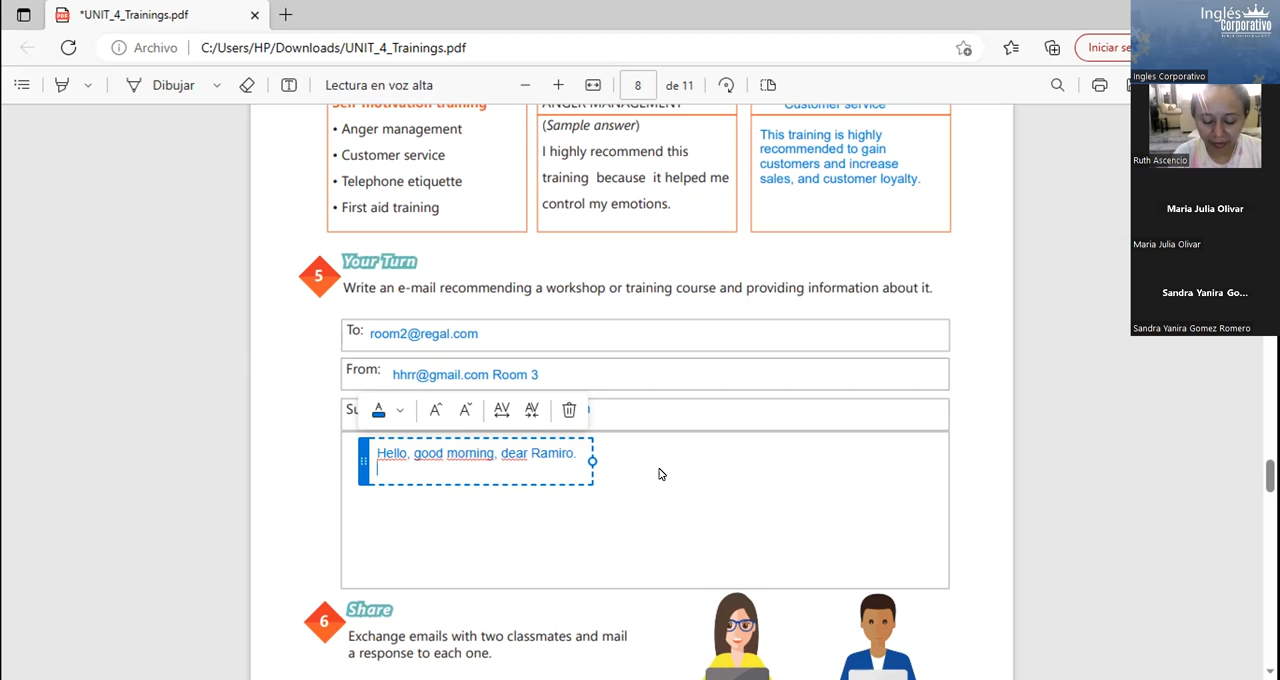 *UNIT_4_Trainings.pdf
Archivo
C:/Users/HP/Downloads/UNIT_4_Trainings.pdf
Iniciar se
Dibujar
Lectura en voz alta
8
de 11
Inglés
Corporativo
Ingles Corporativo
Ruth Ascencio
Maria Julia Olivar
Maria Julia Olivar
Sandra Yanira Go...
Sandra Yanira Gomez Romero
Self-motivation training
• Anger management
• Customer service
• Telephone etiquette
• First aid training
ANGER MANAGEMENT
(Sample answer)
I highly recommend this
training because it helped me
control my emotions.
Customer service
This training is highly
recommended to gain
customers and increase
sales, and customer loyalty.
5
Your Turn
Write an e-mail recommending a workshop or training course and providing information about it.
To: room2@regal.com
From: hhrr@gmail.com Room 3
Su
Hello, good morning, dear Ramiro.
6
Share
Exchange emails with two classmates and mail
a response to each one.